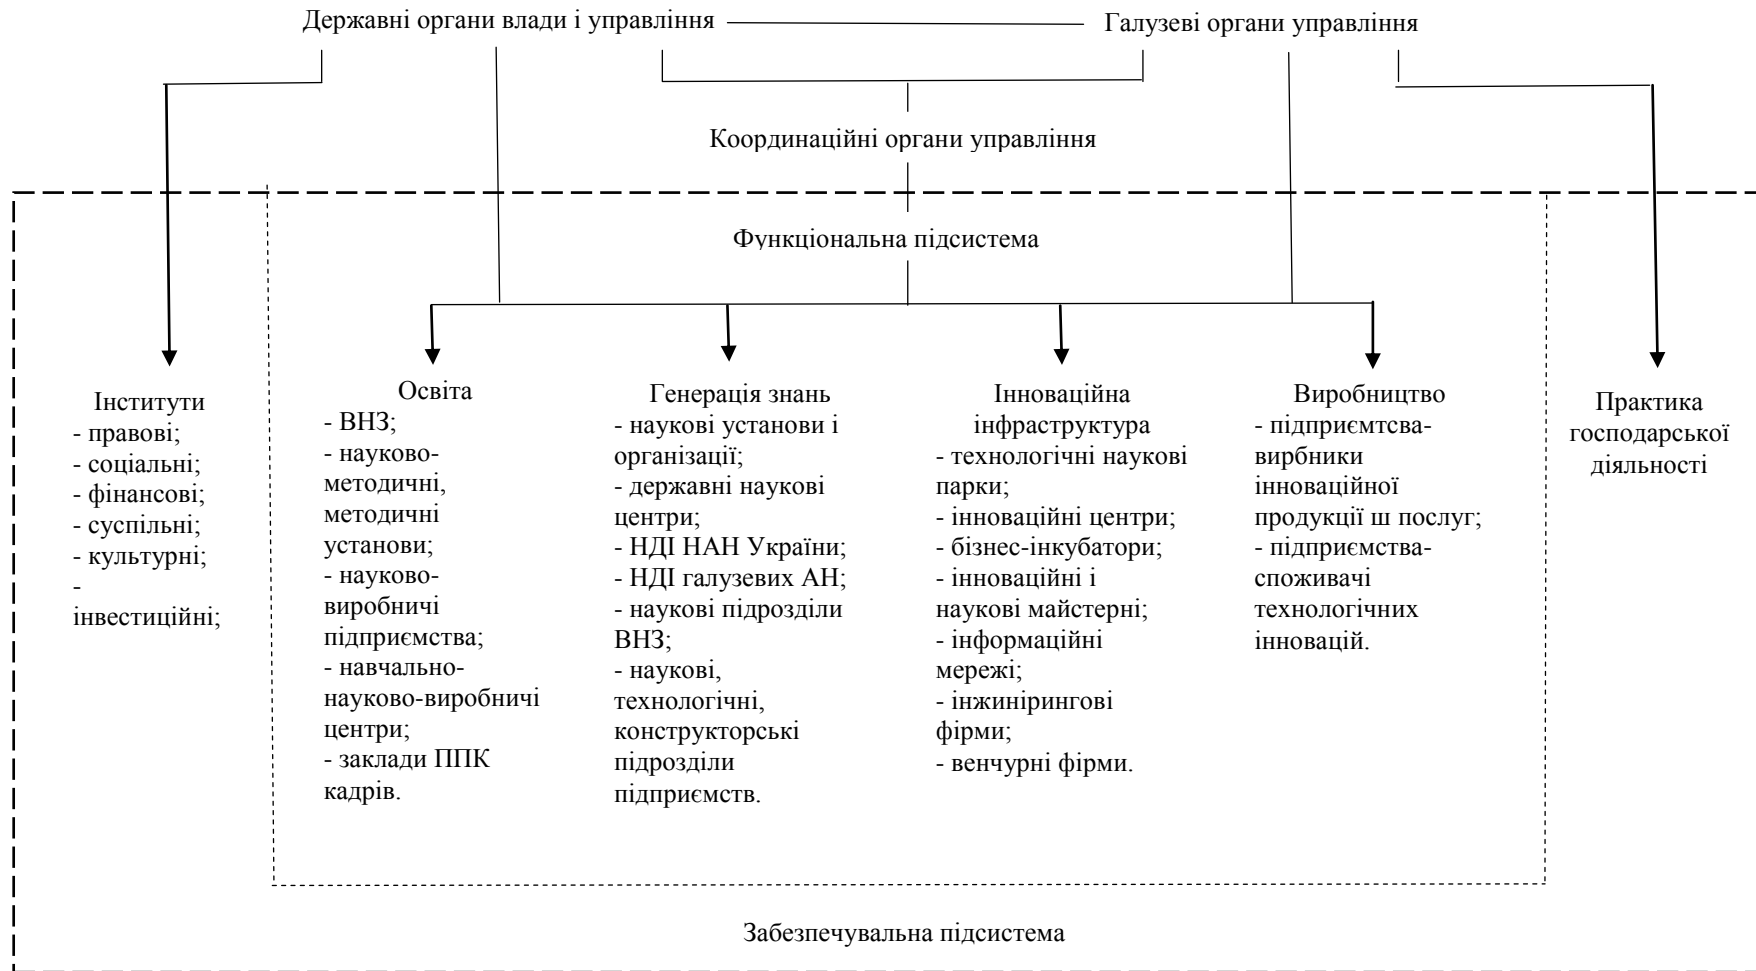 Державні органи влади і управління
Галузеві органи управління
Координаційні органи управління
Функціональна підсистема
Інститути
- правові;
- соціальні;
- фінансові;
- суспільні;
- культурні;
-
інвестиційні;
Освіта
- ВНЗ;
- науково-
методичні,
методичні
установи;
- науково-
виробничі
підприємства;
- навчально-
науково-виробничі
центри;
- заклади ППК
кадрів.
Генерація знань
- наукові установи і
організації;
- державні наукові
центри;
- НДІ НАН України;
- НДІ галузевих АН;
- наукові підрозділи
ВНЗ;
- наукові,
технологічні,
конструкторські
підрозділи
підприємств.
Інноваційна
інфраструктура
- технологічні наукові
парки;
- інноваційні центри;
- бізнес-інкубатори;
- інноваційні і
наукові майстерні;
- інформаційні
мережі;
- інжинірингові
фірми;
- венчурні фірми.
Виробництво
- підприємтсва-
вирбники
інноваційної
продукції ш послуг;
- підприємства-
споживачі
технологічних
інновацій.
Практика
господарської
діяльності
Забезпечувальна підсистема